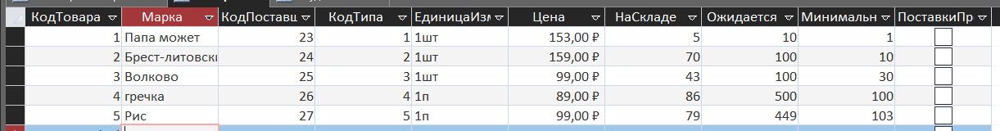 КодТовара Марка КодПоставщ КодТипа ЕдиницаИзм Цена НаСкладе Ожидается Минимальн ПоставкиПр
1 Папа может 23 1 1шт 153,00 ₽ 5 10 1
2 Брест-литовски 24 2 1шт 159,00 ₽ 70 100 10
3 Волково 25 3 1шт 99,00 ₽ 43 100 30
4 гречка 26 4 1п 89,00 ₽ 86 500 100
5 Рис 27 5 1п 99,00 ₽ 79 449 103